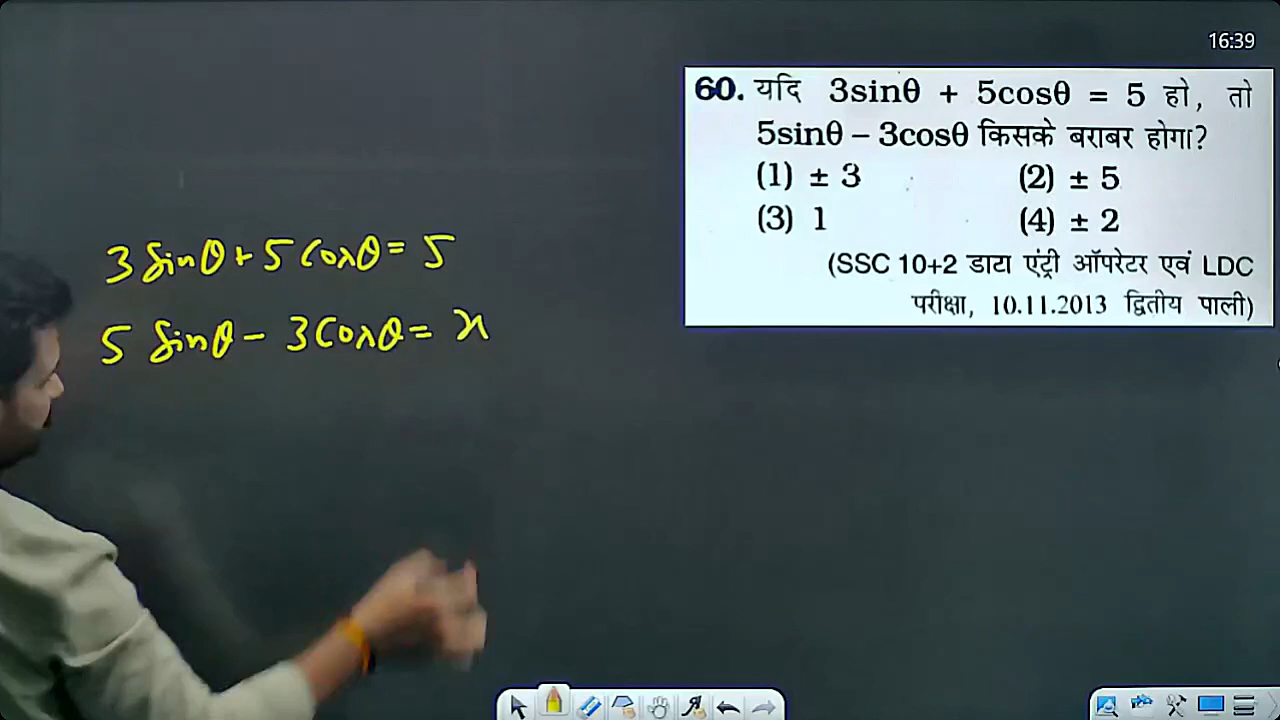 16:39
60. यदि 3sinθ + 5cosθ = 5 हो, तो
5sinθ – 3cosθ किसके बराबर होगा?
(1) ± 3 (2) ± 5
(3) 1 (4) ± 2
(SSC 10+2 डाटा एंट्री ऑपरेटर एवं LDC
परीक्षा, 10.11.2013 द्वितीय पाली)
3 sinθ + 5 cosθ = 5
5 sinθ - 3 cosθ = x